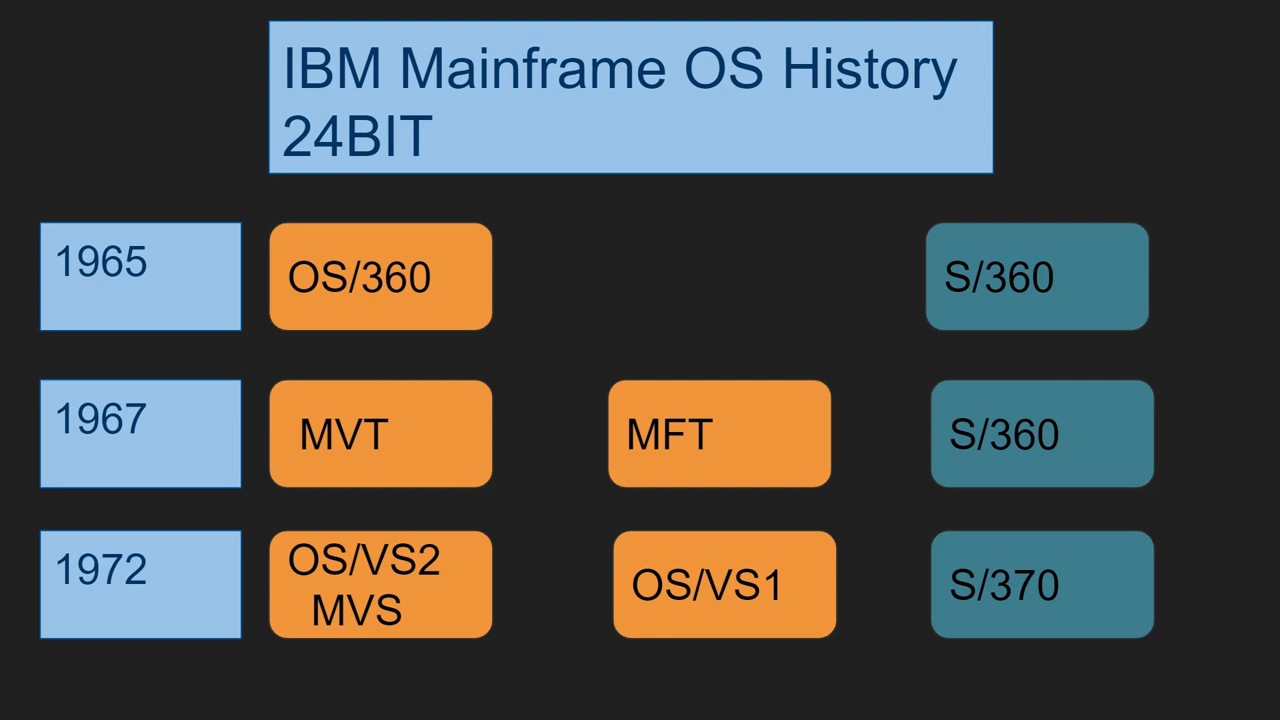 IBM Mainframe OS History
24BIT
1965
OS/360
S/360
1967
MVT
MFT
S/360
1972
OS/VS2
MVS
OS/VS1
S/370